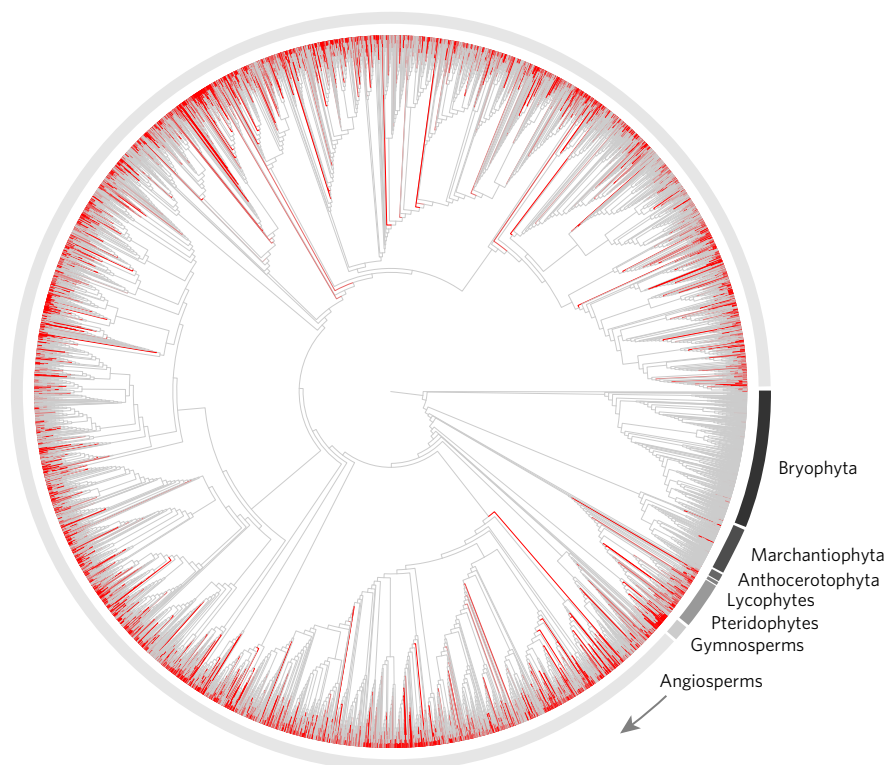 Bryophyta
Marchantiophyta
Anthocerotophyta
Lycophytes
Pteridophytes
Gymnosperms
Angiosperms